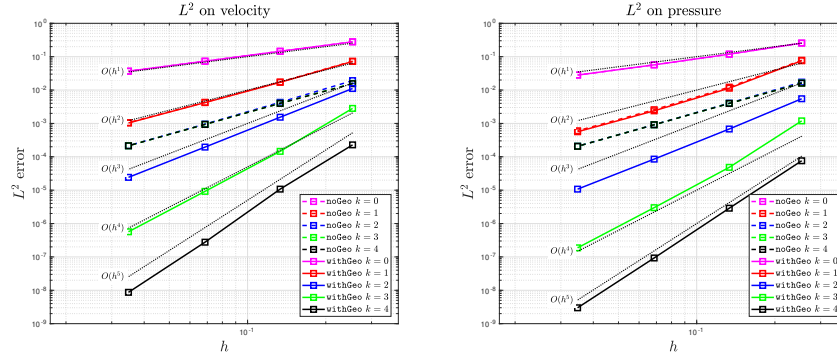 L² on velocity
10⁰
10⁻¹
10⁻²
10⁻³
10⁻⁴
10⁻⁵
10⁻⁶
10⁻⁷
10⁻⁸
10⁻⁹
L² error
O(h¹)
O(h²)
O(h³)
O(h⁴)
O(h⁵)
noGeo k = 0
noGeo k = 1
noGeo k = 2
noGeo k = 3
noGeo k = 4
withGeo k = 0
withGeo k = 1
withGeo k = 2
withGeo k = 3
withGeo k = 4
10⁻¹
h
L² on pressure
10⁰
10⁻¹
10⁻²
10⁻³
10⁻⁴
10⁻⁵
10⁻⁶
10⁻⁷
10⁻⁸
10⁻⁹
L² error
O(h¹)
O(h²)
O(h³)
O(h⁴)
O(h⁵)
noGeo k = 0
noGeo k = 1
noGeo k = 2
noGeo k = 3
noGeo k = 4
withGeo k = 0
withGeo k = 1
withGeo k = 2
withGeo k = 3
withGeo k = 4
10⁻¹
h